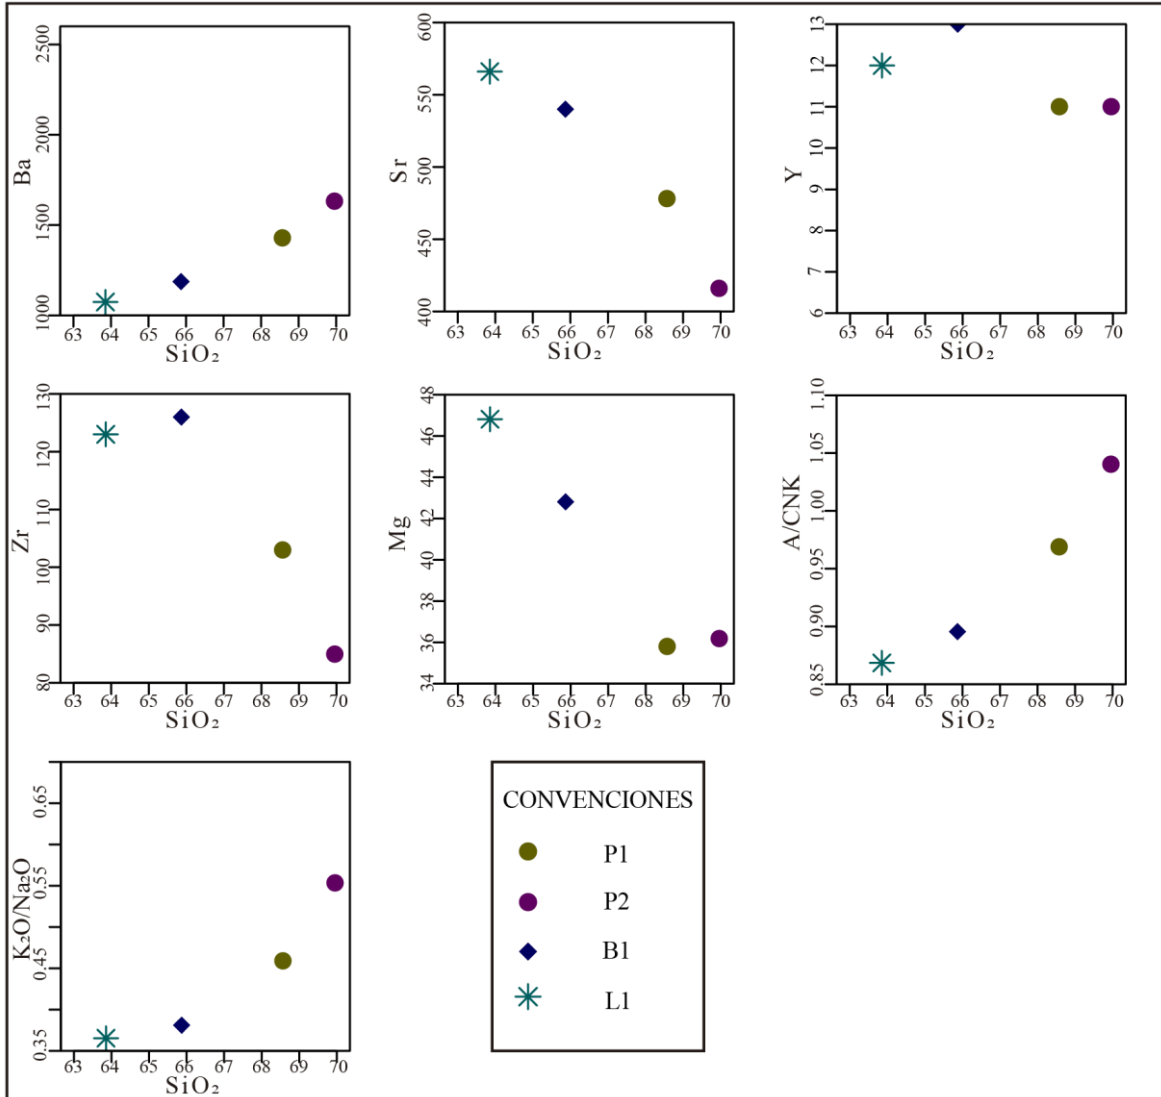 2500
2000
1500
1000
Ba
63 64 65 66 67 68 69 70
SiO₂
600
550
500
450
400
Sr
63 64 65 66 67 68 69 70
SiO₂
13
12
11
10
9
8
7
6
Y
63 64 65 66 67 68 69 70
SiO₂
130
120
110
100
90
80
Zr
63 64 65 66 67 68 69 70
SiO₂
48
46
44
42
40
38
36
34
Mg
63 64 65 66 67 68 69 70
SiO₂
1.10
1.05
1.00
0.95
0.90
0.85
A/CNK
63 64 65 66 67 68 69 70
SiO₂
0.65
0.55
0.45
0.35
K₂O/Na₂O
63 64 65 66 67 68 69 70
SiO₂
CONVENCIONES
P1
P2
B1
L1